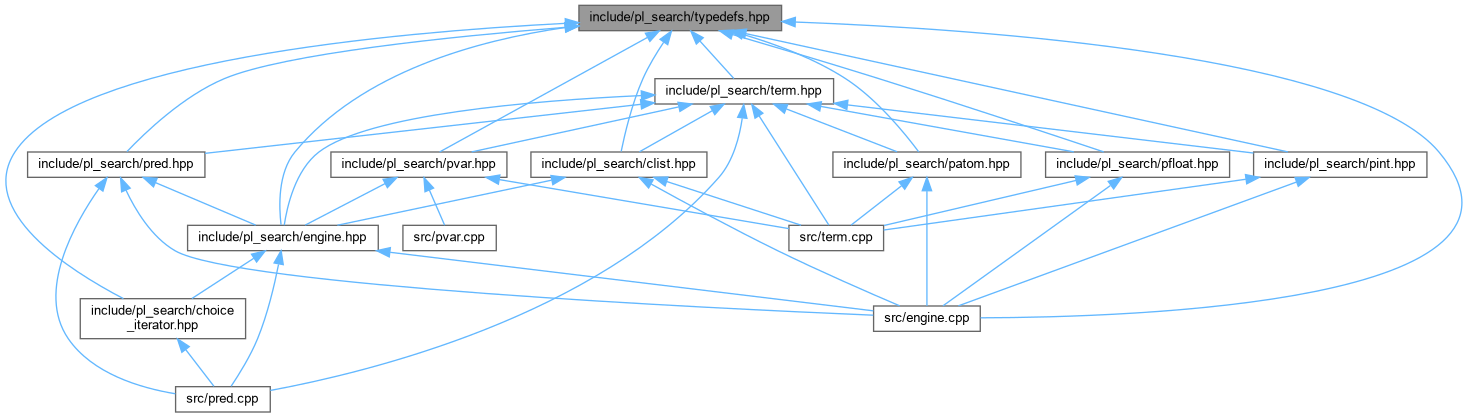 include/pl_search/typedefs.hpp
include/pl_search/term.hpp
include/pl_search/pred.hpp
include/pl_search/pvar.hpp
include/pl_search/clist.hpp
include/pl_search/patom.hpp
include/pl_search/pfloat.hpp
include/pl_search/pint.hpp
include/pl_search/engine.hpp
src/pvar.cpp
src/term.cpp
include/pl_search/choice
_iterator.hpp
src/engine.cpp
src/pred.cpp